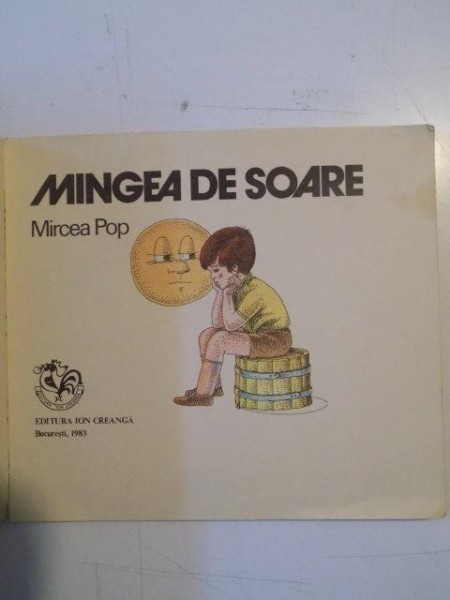 MINGEA DE SOARE
Mircea Pop
EDITURA ION CREANGĂ
București, 1983